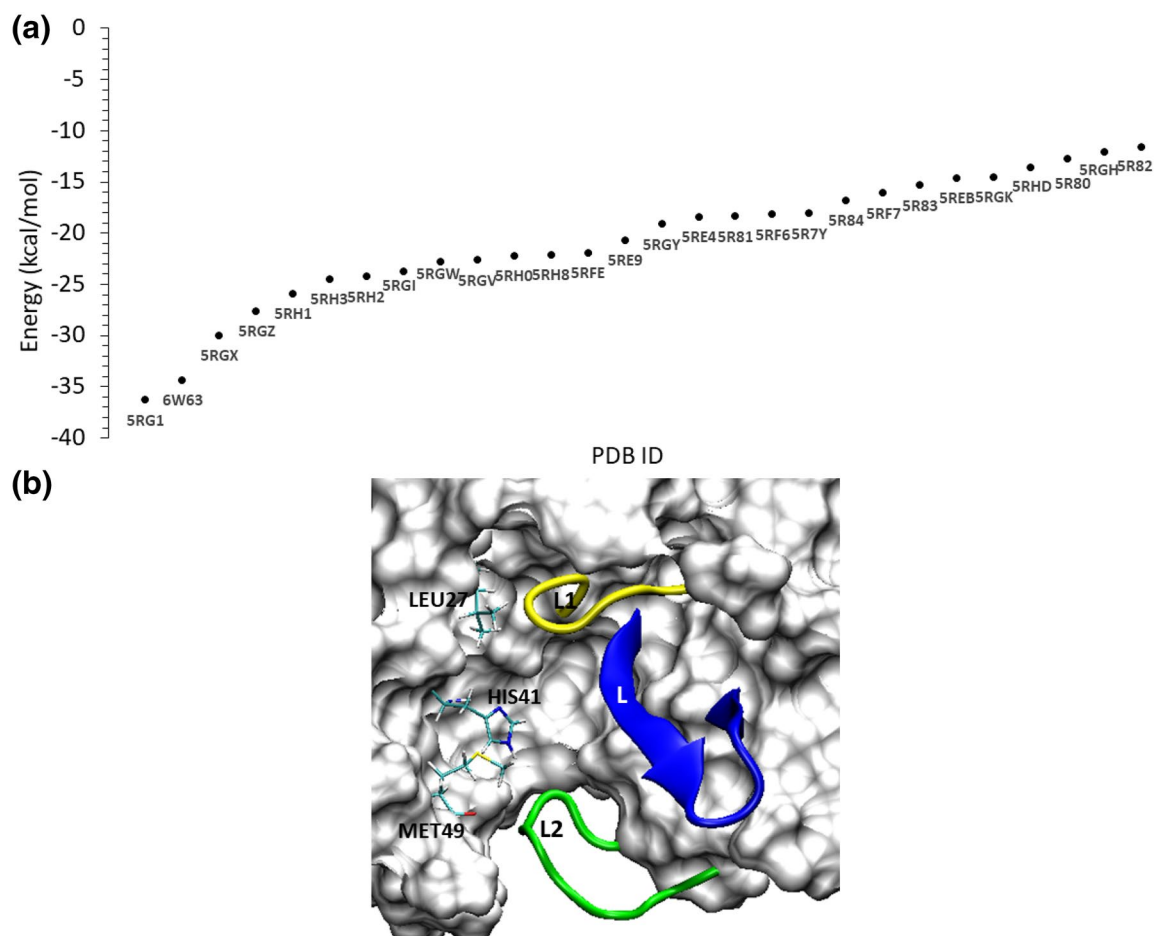 (a)
0
-5
-10
-15
-20
-25
-30
-35
-40
Energy (kcal/mol)
5RG1
6W63
5RGX
5RGZ
5RH1
5RH3
5RH2
5RGI
5RGW
5RGV
5RH0
5RH8
5RFE
5RE9
5RGY
5RE4
5R81
5RF6
5R7Y
5R84
5RF7
5R83
5REB
5RGK
5RHD
5R80
5RGH
5R82
PDB ID
(b)
LEU27
L1
HIS41
L
MET49
L2